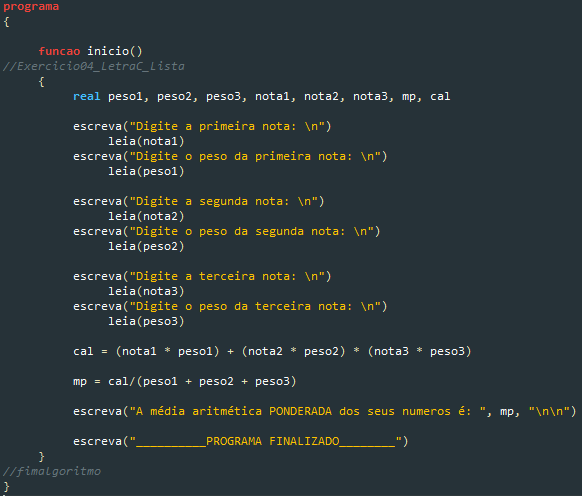 programa
{
funcao inicio()
//Exercicio04_LetraC_Lista
{
real peso1, peso2, peso3, nota1, nota2, nota3, mp, cal
escreva("Digite a primeira nota: \n")
leia(nota1)
escreva("Digite o peso da primeira nota: \n")
leia(peso1)
escreva("Digite a segunda nota: \n")
leia(nota2)
escreva("Digite o peso da segunda nota: \n")
leia(peso2)
escreva("Digite a terceira nota: \n")
leia(nota3)
escreva("Digite o peso da terceira nota: \n")
leia(peso3)
cal = (nota1 * peso1) + (nota2 * peso2) * (nota3 * peso3)
mp = cal/(peso1 + peso2 + peso3)
escreva("A média aritmética PONDERADA dos seus numeros é: ", mp, "\n\n")
escreva("__________PROGRAMA FINALIZADO________")
}
//fimalgoritmo
}